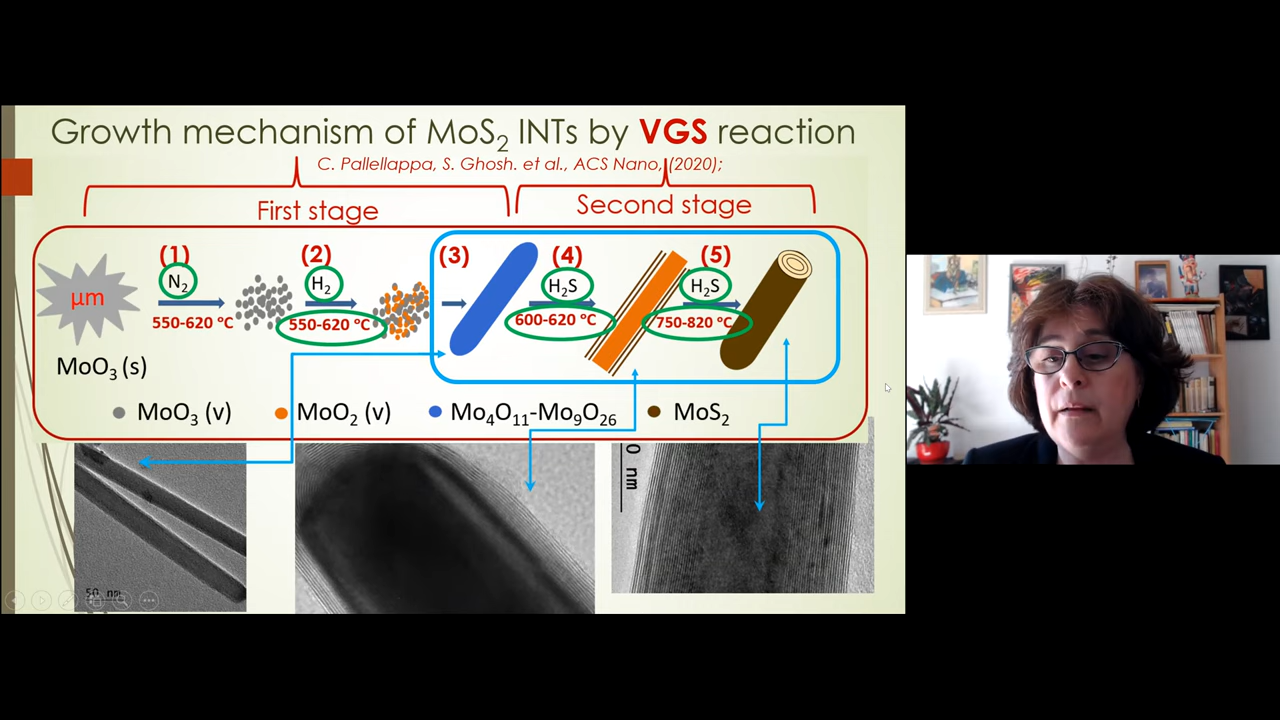 Growth mechanism of MoS2 INTs by VGS reaction
C. Pallellappa, S. Ghosh. et al., ACS Nano, (2020);
First stage
Second stage
(1)
(2)
(3)
(4)
(5)
N2
H2
H2S
H2S
μm
550-620 °C
550-620 °C
600-620 °C
750-820 °C
MoO3 (s)
MoO3 (v)
MoO2 (v)
Mo4O11-Mo9O26
MoS2
0 nm
50 nm